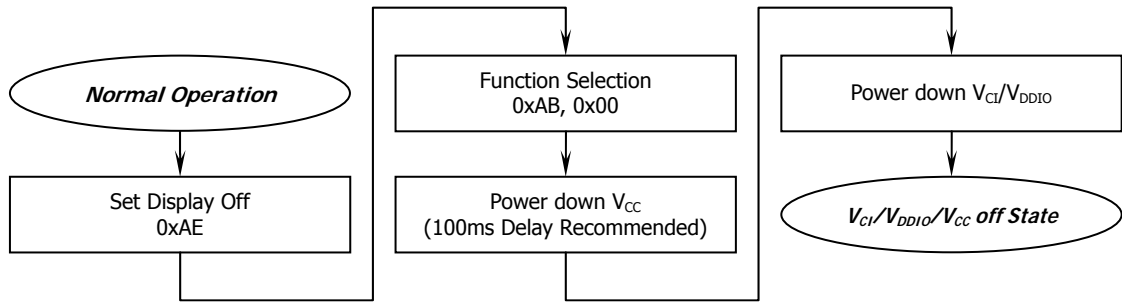 Normal Operation
Set Display Off
0xAE
Function Selection
0xAB, 0x00
Power down VCC
(100ms Delay Recommended)
Power down VCI/VDDIO
VCI/VDDIO/VCC off State